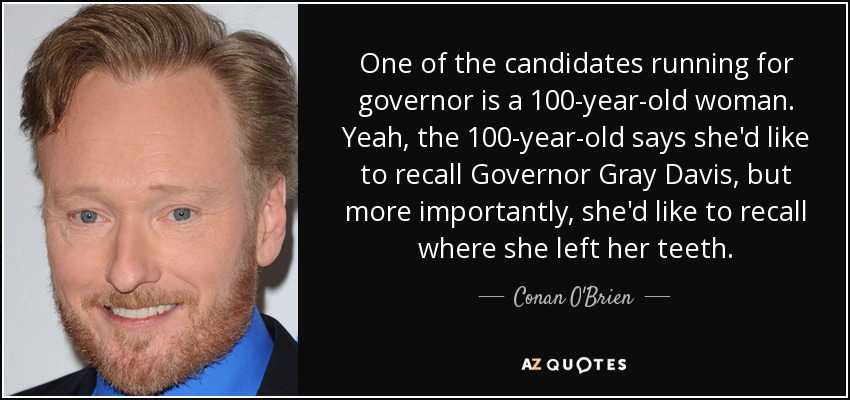 One of the candidates running for
governor is a 100-year-old woman.
Yeah, the 100-year-old says she'd like
to recall Governor Gray Davis, but
more importantly, she'd like to recall
where she left her teeth.
Conan O'Brien
AZ QUOTES